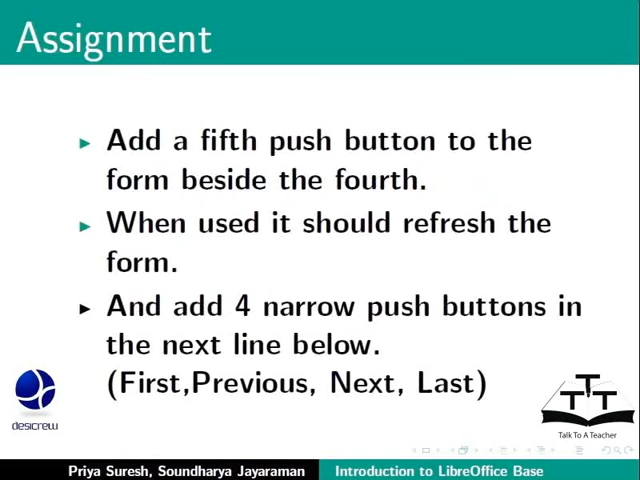 Assignment
Add a fifth push button to the
form beside the fourth.
When used it should refresh the
form.
And add 4 narrow push buttons in
the next line below.
(First,Previous, Next, Last)
desicrew
TTT
Talk To A Teacher
Priya Suresh, Soundharya Jayaraman
Introduction to LibreOffice Base